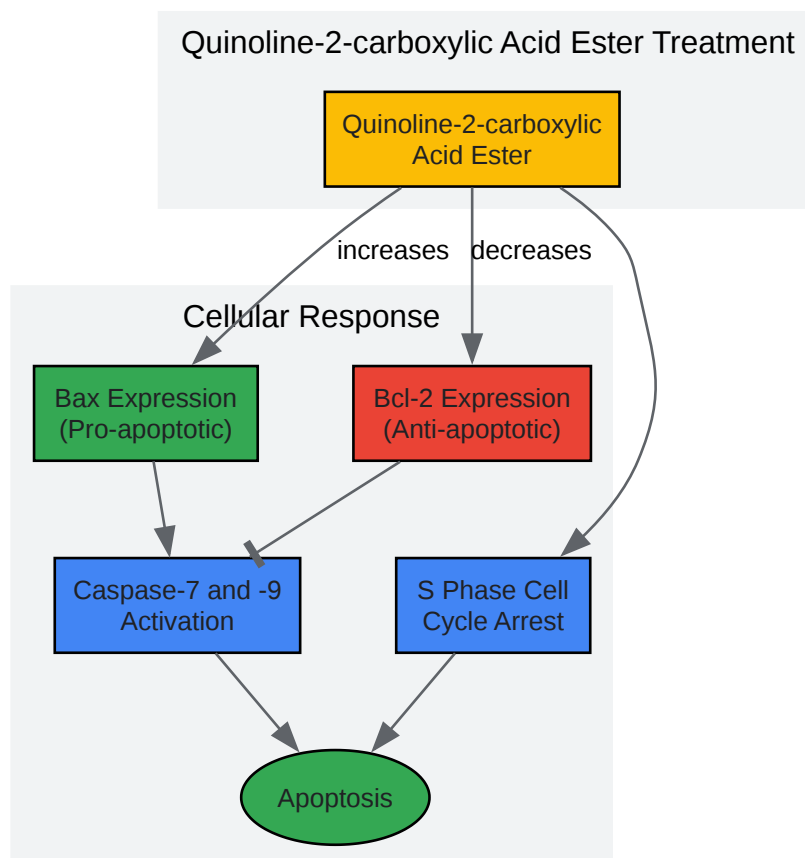 Quinoline-2-carboxylic Acid Ester Treatment
Quinoline-2-carboxylic
Acid Ester
increases
decreases
Cellular Response
Bax Expression
(Pro-apoptotic)
Bcl-2 Expression
(Anti-apoptotic)
Caspase-7 and -9
Activation
S Phase Cell
Cycle Arrest
Apoptosis